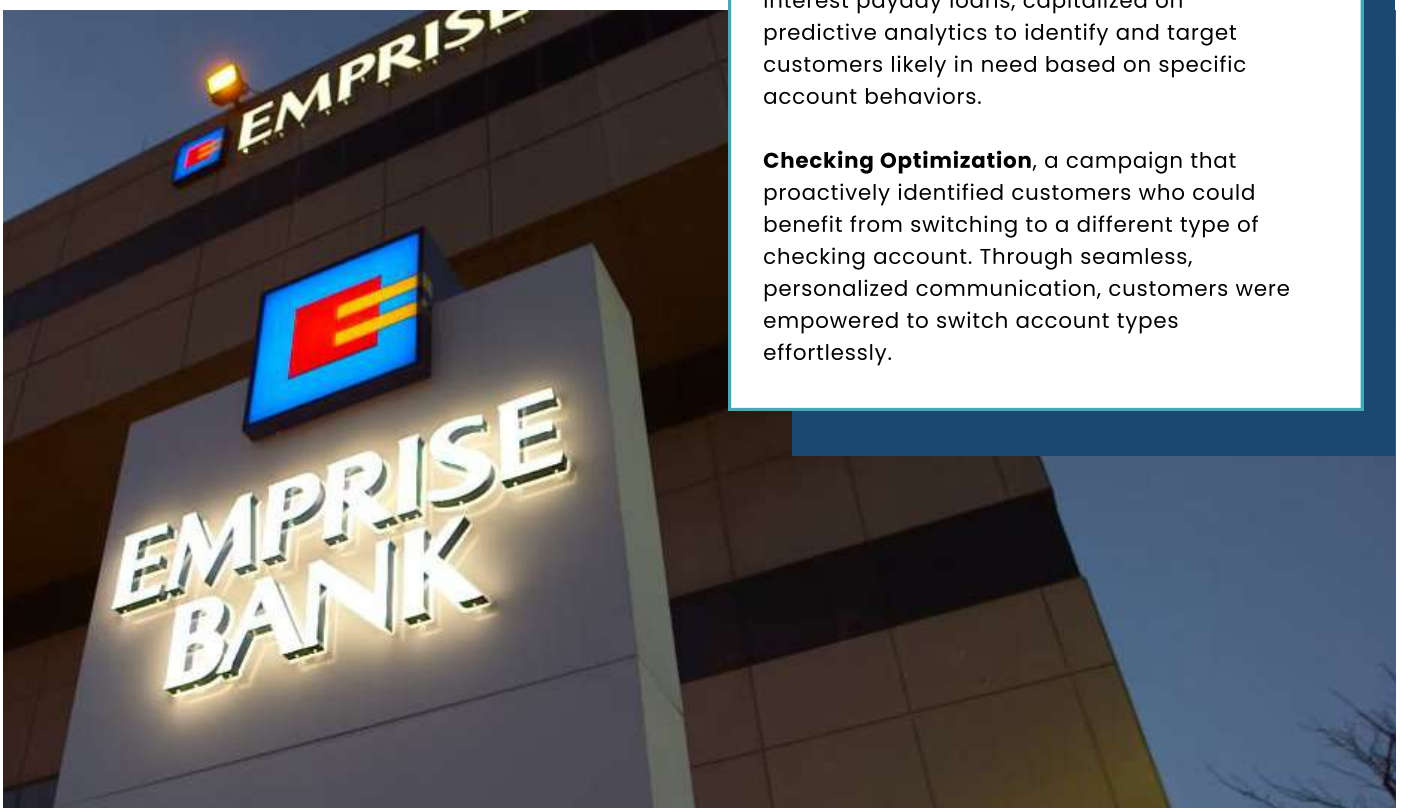 EMPRISE
EMPRISE
BANK
interest payday loans, capitalized on
predictive analytics to identify and target
customers likely in need based on specific
account behaviors.
Checking Optimization, a campaign that
proactively identified customers who could
benefit from switching to a different type of
checking account. Through seamless,
personalized communication, customers were
empowered to switch account types
effortlessly.